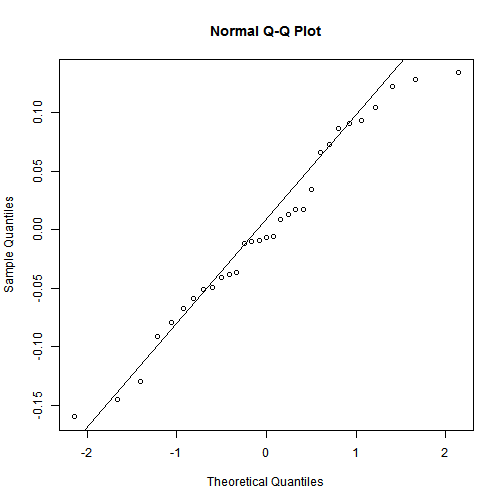 Normal Q-Q Plot
Sample Quantiles
0.10
0.05
0.00
-0.05
-0.10
-0.15
-2 -1 0 1 2
Theoretical Quantiles